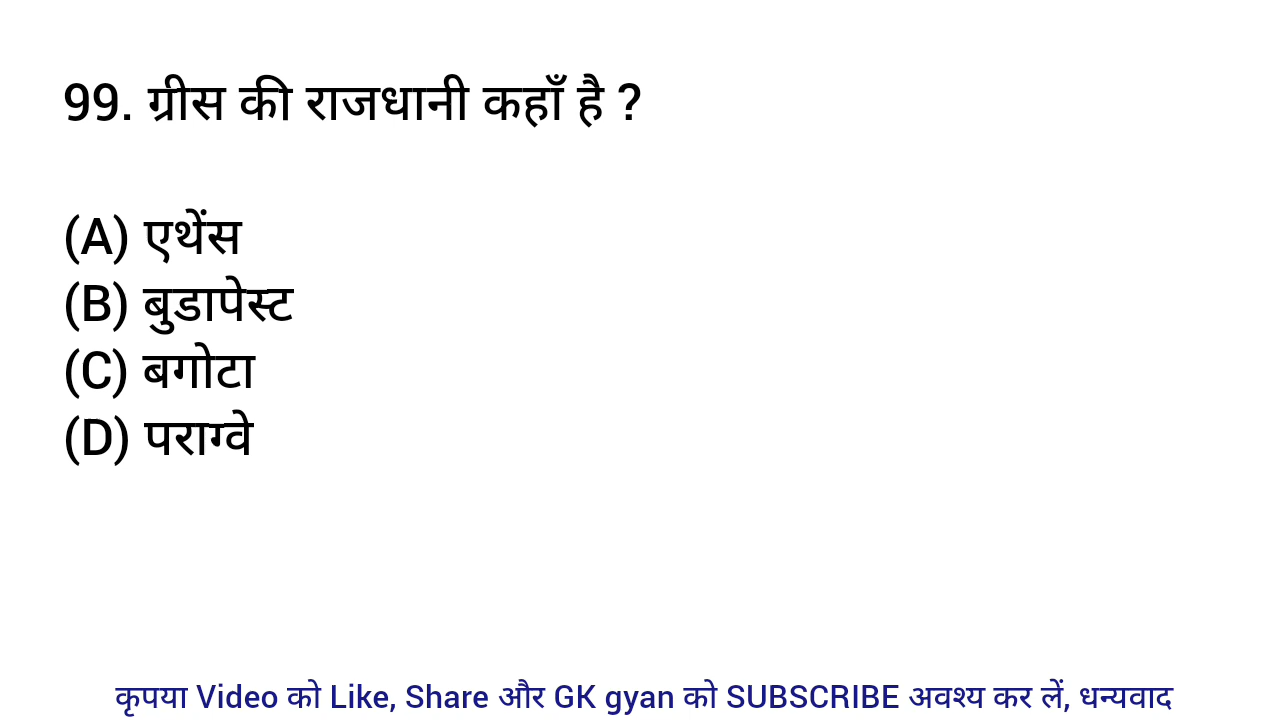 99. ग्रीस की राजधानी कहाँ है ?
(A) एथेंस
(B) बुडापेस्ट
(C) बगोटा
(D) पराग्वे
कृपया Video को Like, Share और GK gyan को SUBSCRIBE अवश्य कर लें, धन्यवाद